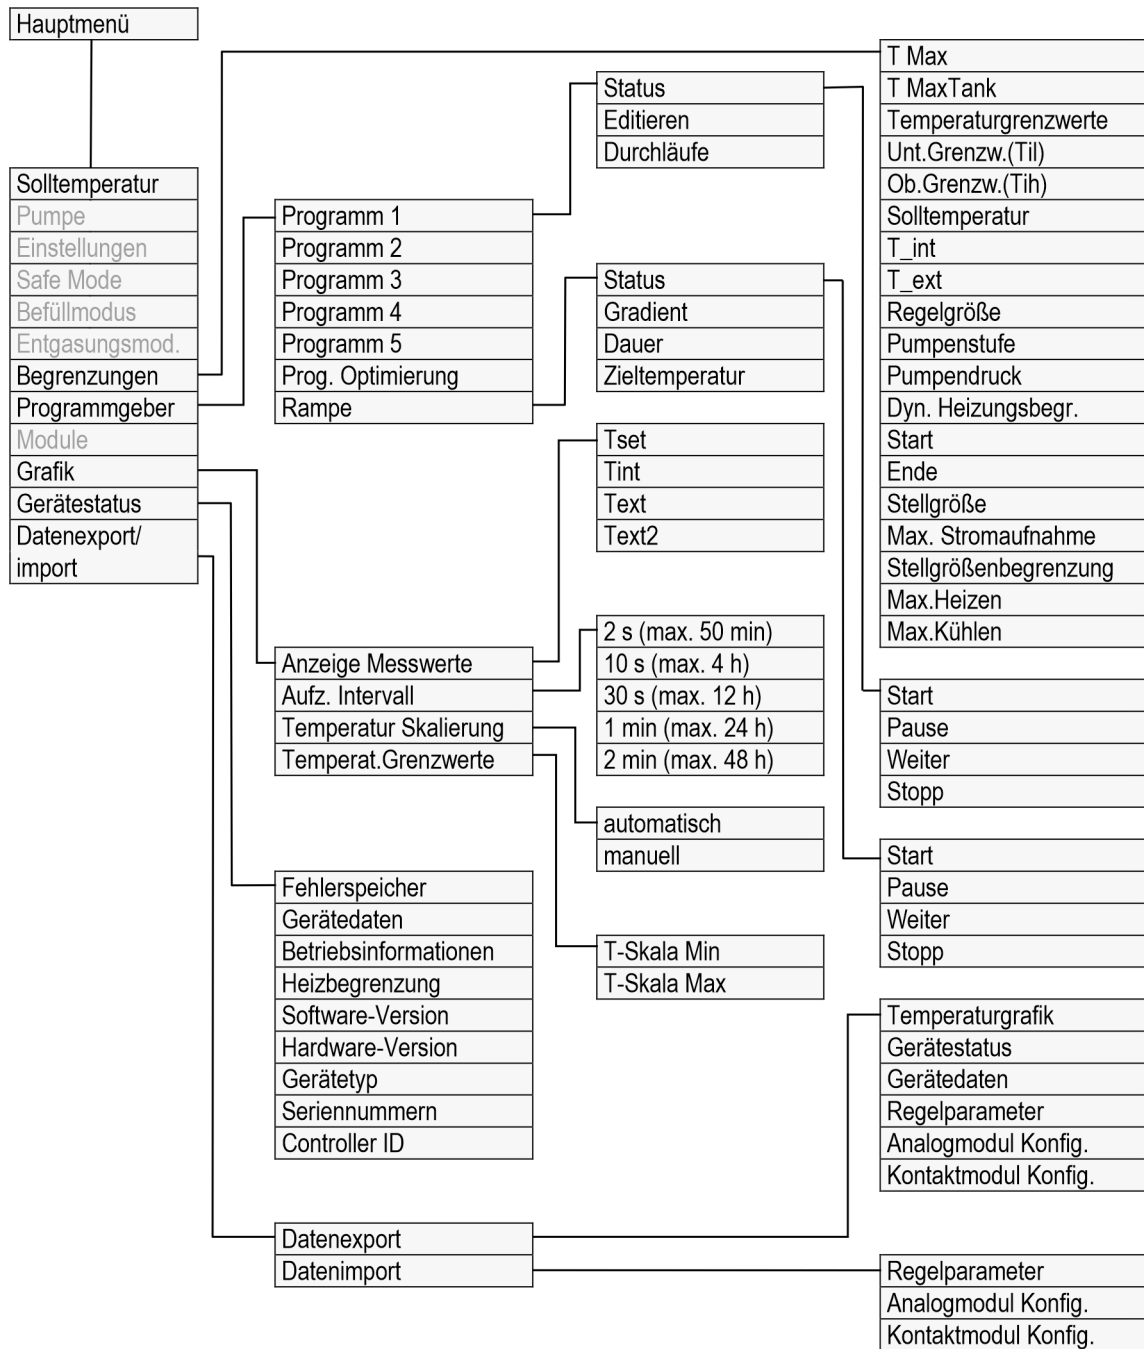 Hauptmenü
Solltemperatur
Pumpe
Einstellungen
Safe Mode
Befüllmodus
Entgasungsmod.
Begrenzungen
Programmgeber
Module
Grafik
Gerätestatus
Datenexport/
import
Programm 1
Programm 2
Programm 3
Programm 4
Programm 5
Prog. Optimierung
Rampe
Anzeige Messwerte
Aufz. Intervall
Temperatur Skalierung
Temperat.Grenzwerte
Fehlerspeicher
Gerätedaten
Betriebsinformationen
Heizbegrenzung
Software-Version
Hardware-Version
Gerätetyp
Seriennummern
Controller ID
Datenexport
Datenimport
Status
Editieren
Durchläufe
Status
Gradient
Dauer
Zieltemperatur
Tset
Tint
Text
Text2
2 s (max. 50 min)
10 s (max. 4 h)
30 s (max. 12 h)
1 min (max. 24 h)
2 min (max. 48 h)
automatisch
manuell
T-Skala Min
T-Skala Max
T Max
T MaxTank
Temperaturgrenzwerte
Unt.Grenzw.(Til)
Ob.Grenzw.(Tih)
Solltemperatur
T_int
T_ext
Regelgröße
Pumpenstufe
Pumpendruck
Dyn. Heizungsbegr.
Start
Ende
Stellgröße
Max. Stromaufnahme
Stellgrößenbegrenzung
Max.Heizen
Max.Kühlen
Start
Pause
Weiter
Stopp
Start
Pause
Weiter
Stopp
Temperaturgrafik
Gerätestatus
Gerätedaten
Regelparameter
Analogmodul Konfig.
Kontaktmodul Konfig.
Regelparameter
Analogmodul Konfig.
Kontaktmodul Konfig.